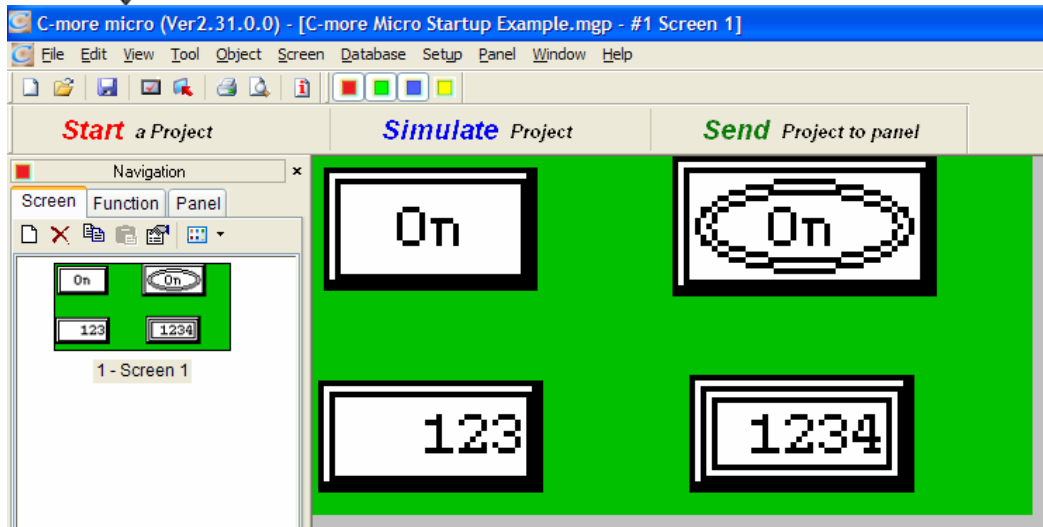 C-more micro (Ver2.31.0.0) - [C-more Micro Startup Example.mgp - #1 Screen 1]
File Edit View Tool Object Screen Database Setup Panel Window Help
Start a Project Simulate Project Send Project to panel
Navigation
Screen Function Panel
On On
123 1234
1 - Screen 1
On On
123 1234